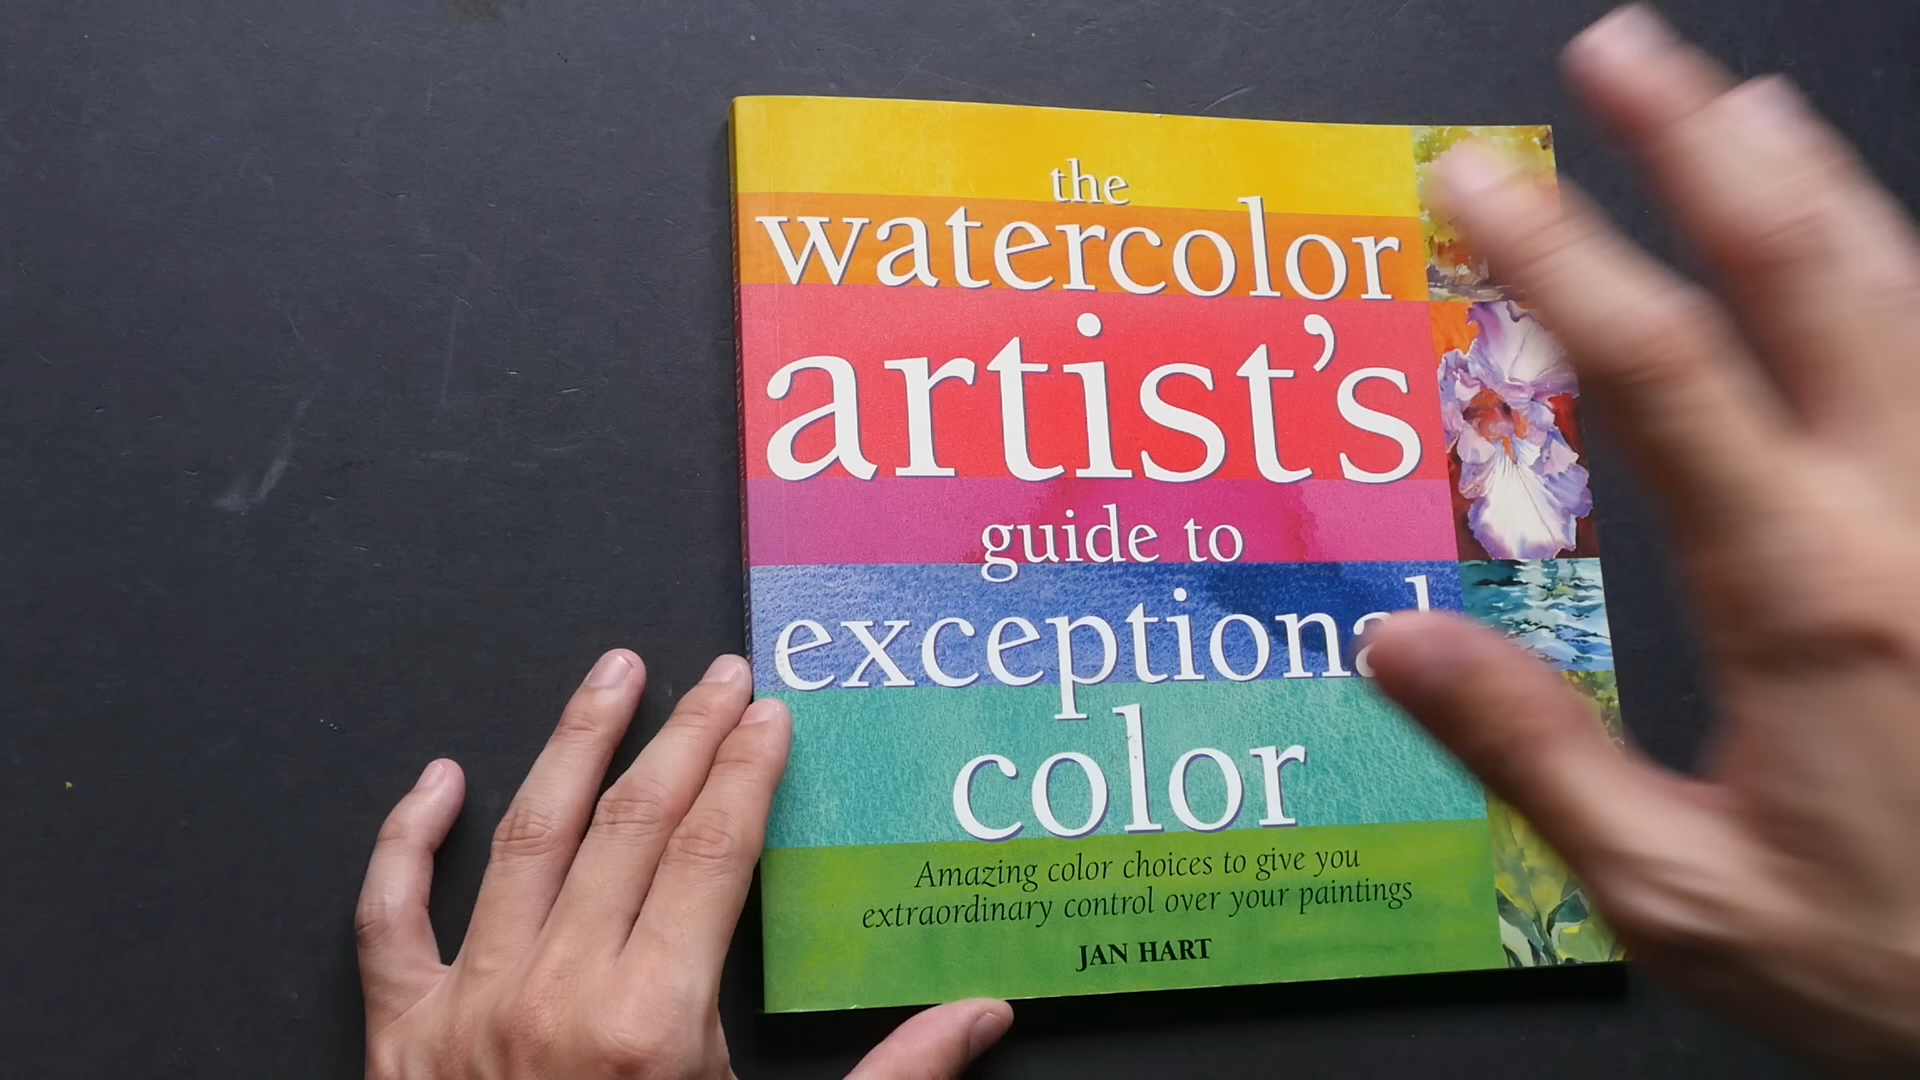 the
watercolor
artist's
guide to
exceptional
color
Amazing color choices to give you
extraordinary control over your paintings
JAN HART